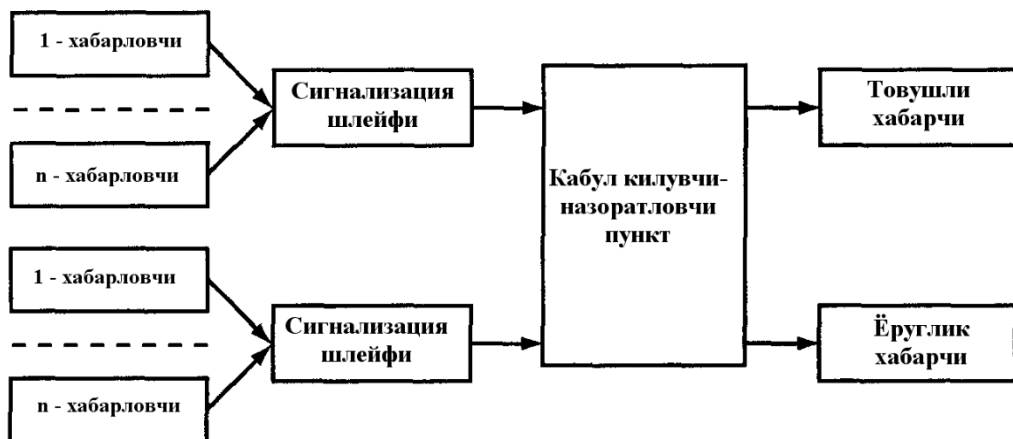 1 - хабарловчи
n - хабарловчи
1 - хабарловчи
n - хабарловчи
Сигнализация
шлейфи
Сигнализация
шлейфи
Кабул килувчи-
назоратловчи
пункт
Товушли
хабарчи
Ёруглик
хабарчи